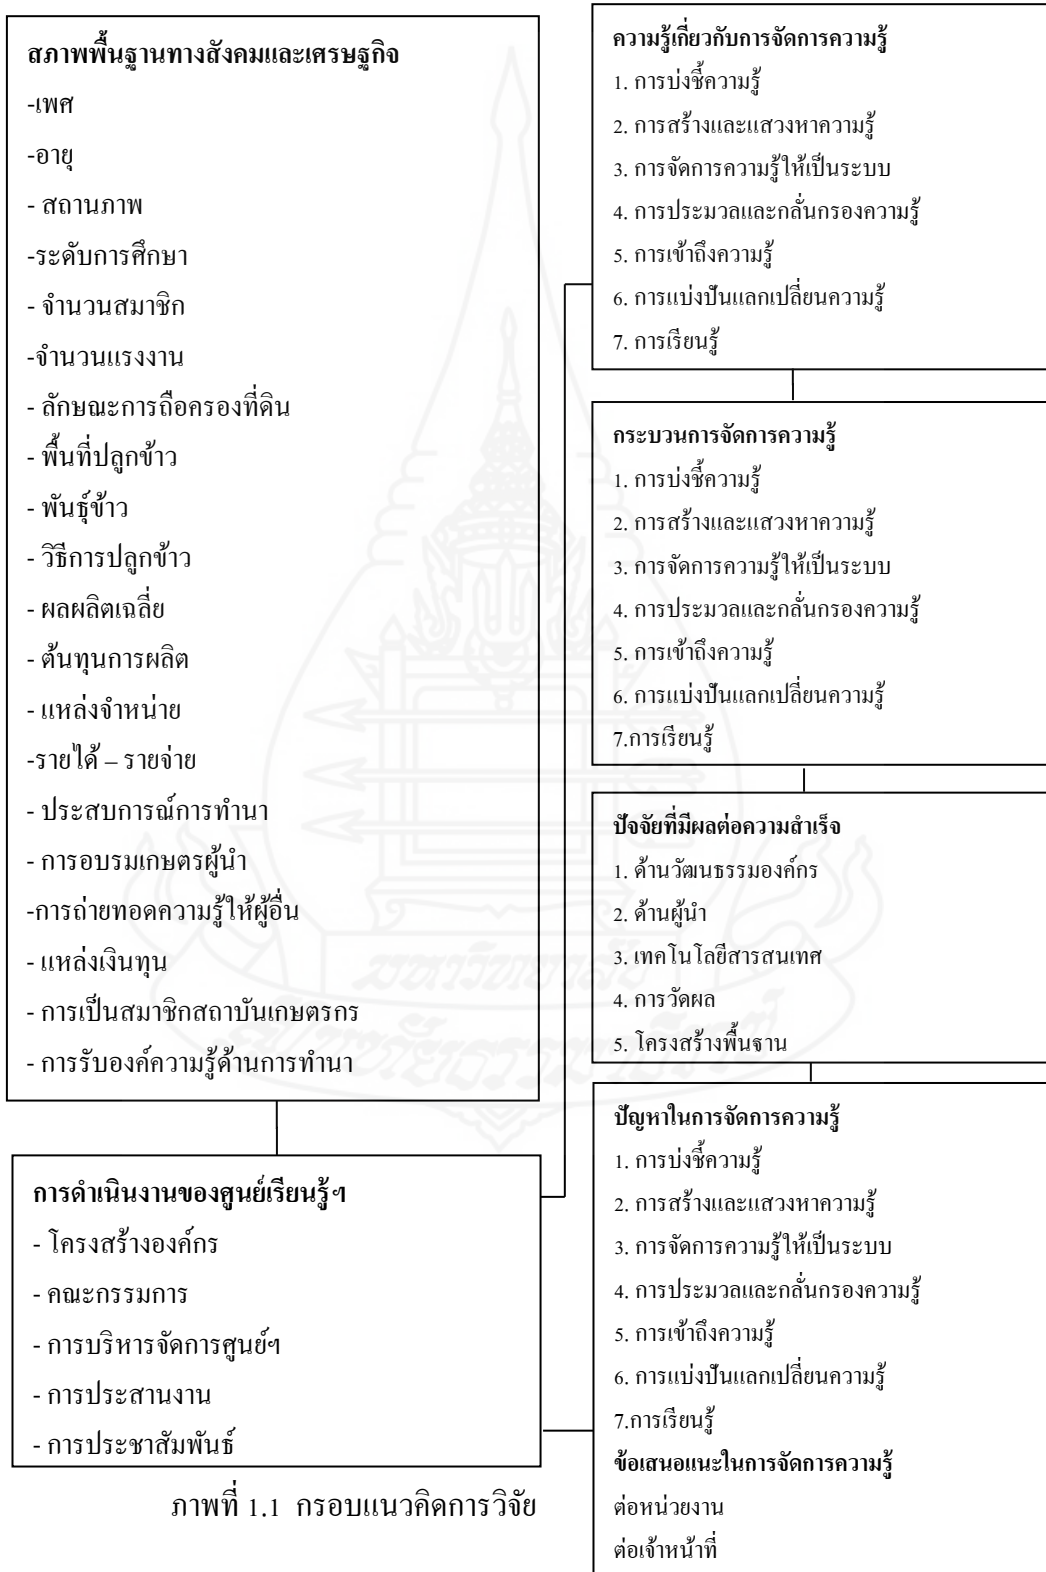 สภาพพื้นฐานทางสังคมและเศรษฐกิจ
-เพศ
-อายุ
- สถานภาพ
-ระดับการศึกษา
- จำนวนสมาชิก
-จำนวนแรงงาน
- ลักษณะการถือครองที่ดิน
- พื้นที่ปลูกข้าว
- พันธุ์ข้าว
- วิธีการปลูกข้าว
- ผลผลิตเฉลี่ย
- ต้นทุนการผลิต
- แหล่งจำหน่าย
-รายได้ – รายจ่าย
- ประสบการณ์การทำนา
- การอบรมเกษตรผู้นำ
-การถ่ายทอดความรู้ให้ผู้อื่น
- แหล่งเงินทุน
- การเป็นสมาชิกสถาบันเกษตรกร
- การรับองค์ความรู้ด้านการทำนา
การดำเนินงานของศูนย์เรียนรู้ฯ
- โครงสร้างองค์กร
- คณะกรรมการ
- การบริหารจัดการศูนย์ฯ
- การประสานงาน
- การประชาสัมพันธ์
ความรู้เกี่ยวกับการจัดการความรู้
1. การบ่งชี้ความรู้
2. การสร้างและแสวงหาความรู้
3. การจัดการความรู้ให้เป็นระบบ
4. การประมวลและกลั่นกรองความรู้
5. การเข้าถึงความรู้
6. การแบ่งปันแลกเปลี่ยนความรู้
7. การเรียนรู้
กระบวนการจัดการความรู้
1. การบ่งชี้ความรู้
2. การสร้างและแสวงหาความรู้
3. การจัดการความรู้ให้เป็นระบบ
4. การประมวลและกลั่นกรองความรู้
5. การเข้าถึงความรู้
6. การแบ่งปันแลกเปลี่ยนความรู้
7.การเรียนรู้
ปัจจัยที่มีผลต่อความสำเร็จ
1. ด้านวัฒนธรรมองค์กร
2. ด้านผู้นำ
3. เทคโนโลยีสารสนเทศ
4. การวัดผล
5. โครงสร้างพื้นฐาน
ปัญหาในการจัดการความรู้
1. การบ่งชี้ความรู้
2. การสร้างและแสวงหาความรู้
3. การจัดการความรู้ให้เป็นระบบ
4. การประมวลและกลั่นกรองความรู้
5. การเข้าถึงความรู้
6. การแบ่งปันแลกเปลี่ยนความรู้
7.การเรียนรู้
ข้อเสนอแนะในการจัดการความรู้
ต่อหน่วยงาน
ต่อเจ้าหน้าที่
ภาพที่ 1.1 กรอบแนวคิดการวิจัย
มหาวิทยาลัย
สุโขทัยธรรมาธิราช